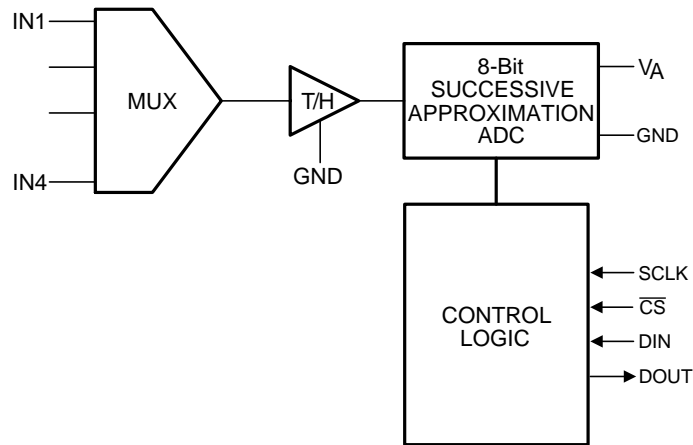 IN1
MUX
IN4
T/H
GND
8-Bit
SUCCESSIVE
APPROXIMATION
ADC
VA
GND
CONTROL
LOGIC
SCLK
CS
DIN
DOUT